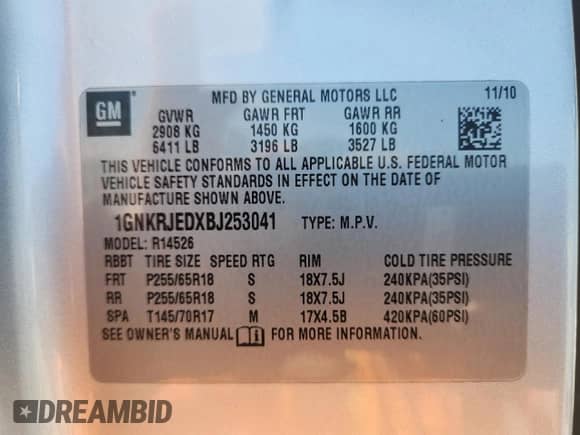 GM
MFD BY GENERAL MOTORS LLC 11/10
GVWR GAWR FRT GAWR RR
2908 KG 1450 KG 1600 KG
6411 LB 3196 LB 3527 LB
THIS VEHICLE CONFORMS TO ALL APPLICABLE U.S. FEDERAL MOTOR
VEHICLE SAFETY STANDARDS IN EFFECT ON THE DATE OF
MANUFACTURE SHOWN ABOVE.
1GNKRJEDXBJ253041 TYPE: M.P.V.
MODEL: R14526
RBBT TIRE SIZE SPEED RTG RIM COLD TIRE PRESSURE
FRT P255/65R18 S 18X7.5J 240KPA(35PSI)
RR P255/65R18 S 18X7.5J 240KPA(35PSI)
SPA T145/70R17 M 17X4.5B 420KPA(60PSI)
SEE OWNER'S MANUAL FOR MORE INFORMATION.
DREAMBID